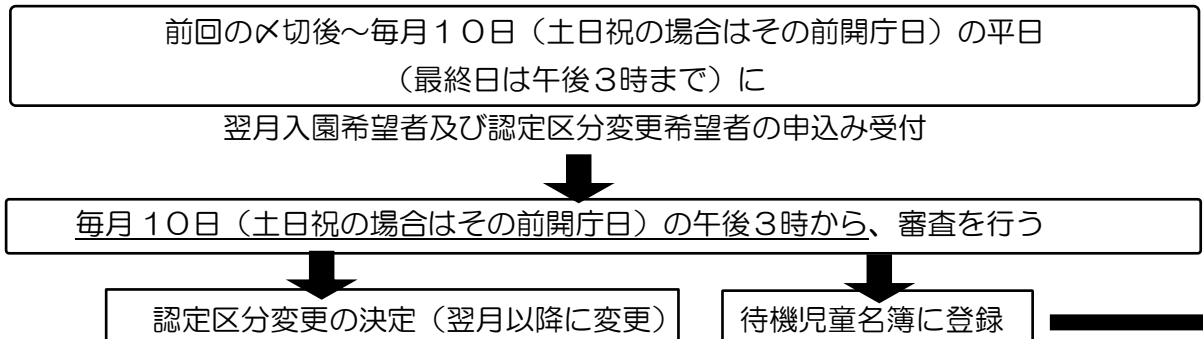 前回の〆切後～毎月１０日（土日祝の場合はその前開庁日）の平日
（最終日は午後３時まで）に
翌月入園希望者及び認定区分変更希望者の申込み受付
毎月１０日（土日祝の場合はその前開庁日）の午後３時から、審査を行う
認定区分変更の決定（翌月以降に変更）
待機児童名簿に登録